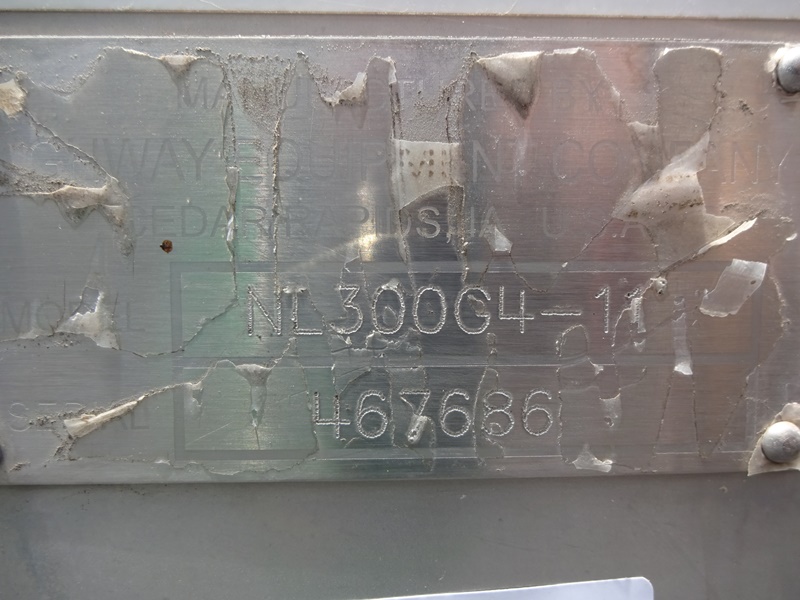 MANUFACTURED BY
HIGHWAY EQUIPMENT COMPANY
CEDAR RAPIDS, IA. U.S.A.
MODEL NL300G4-11
SERIAL 467686